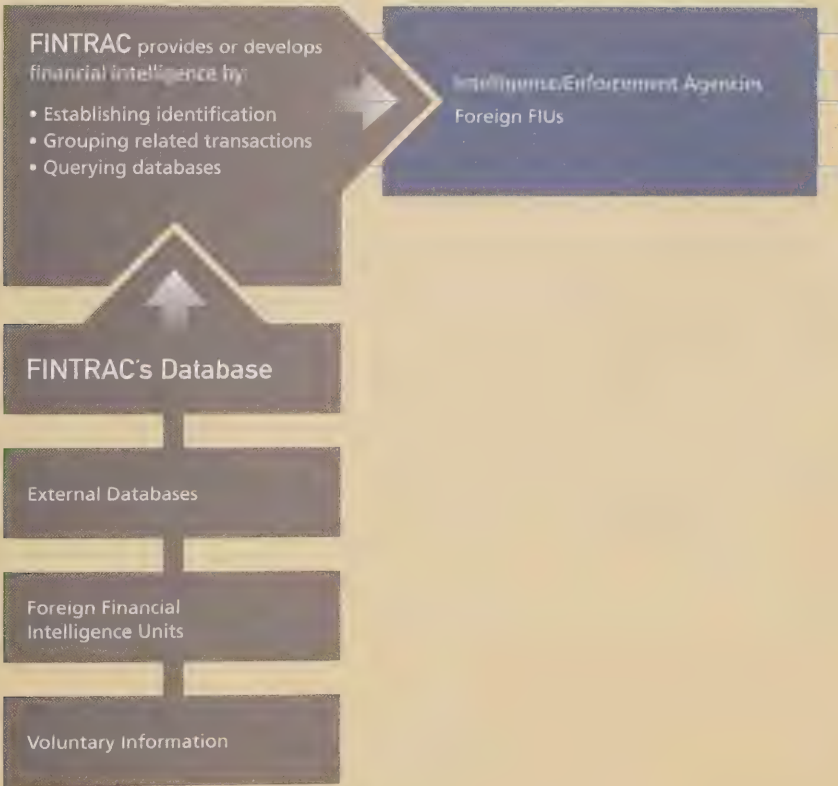 FINTRAC provides or develops
financial intelligence by:
• Establishing identification
• Grouping related transactions
• Querying databases
Intelligence/Enforcement Agencies
Foreign FIUs
FINTRAC's Database
External Databases
Foreign Financial
Intelligence Units
Voluntary Information